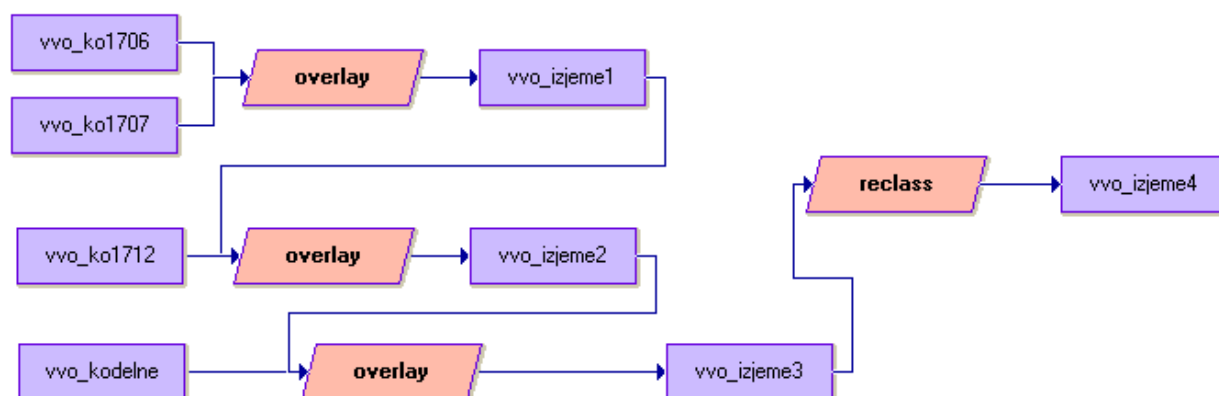 vvo_ko1706
overlay
vvo_izjeme1
vvo_ko1707
reclass
vvo_izjeme4
vvo_ko1712
overlay
vvo_izjeme2
vvo_kodelne
overlay
vvo_izjeme3